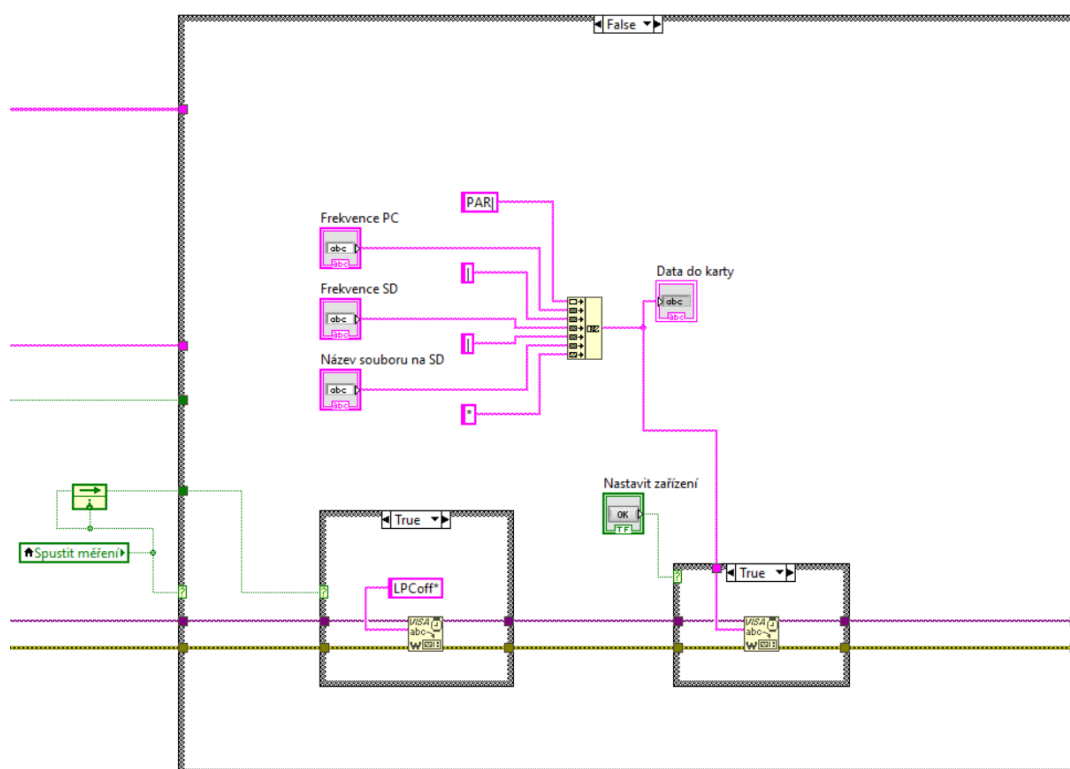 False
PAR|
Frekvence PC
abc
abc
|
Data do karty
Frekvence SD
abc
abc
abc
abc
|
Název souboru na SD
abc
abc
*
Nastavit zařízení
OK
TF
True
Spustit měření
True
?
?
?
LPCoff*
VISA
abc
W
VISA
abc
W